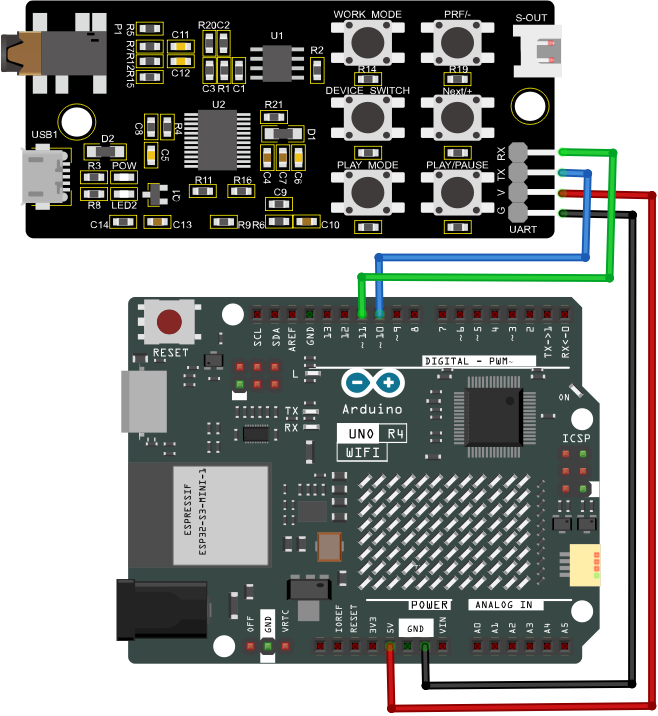 WORK MODE
PRF/-
S-OUT
P1
R5
R7
R12
R15
C11
C12
R20
C2
U1
R2
C3
R1
C1
R14
R19
DEVICE SWITCH
Next/+
U2
R21
D1
C8
R4
C5
USB1
D2
R3
POW
R8
LED2
Q1
R11
R16
C4
C7
C6
C9
C14
C13
R9
R6
C10
PLAY MODE
PLAY/PAUSE
RX
TX
V
G
UART
RESET
SCL
SDA
AREF
GND
13
12
~11
~10
~9
8
7
~6
~5
4
~3
2
TX→1
RX←0
DIGITAL - PWM~
L
TX
RX
Arduino
UNO R4
WIFI
ON
ICSP
ESPRESSIF
ESP32-S3-MINI-1
OFF
GND
VRTC
IOREF
RESET
3V3
5V
GND
VIN
POWER
ANALOG IN
A0
A1
A2
A3
A4
A5